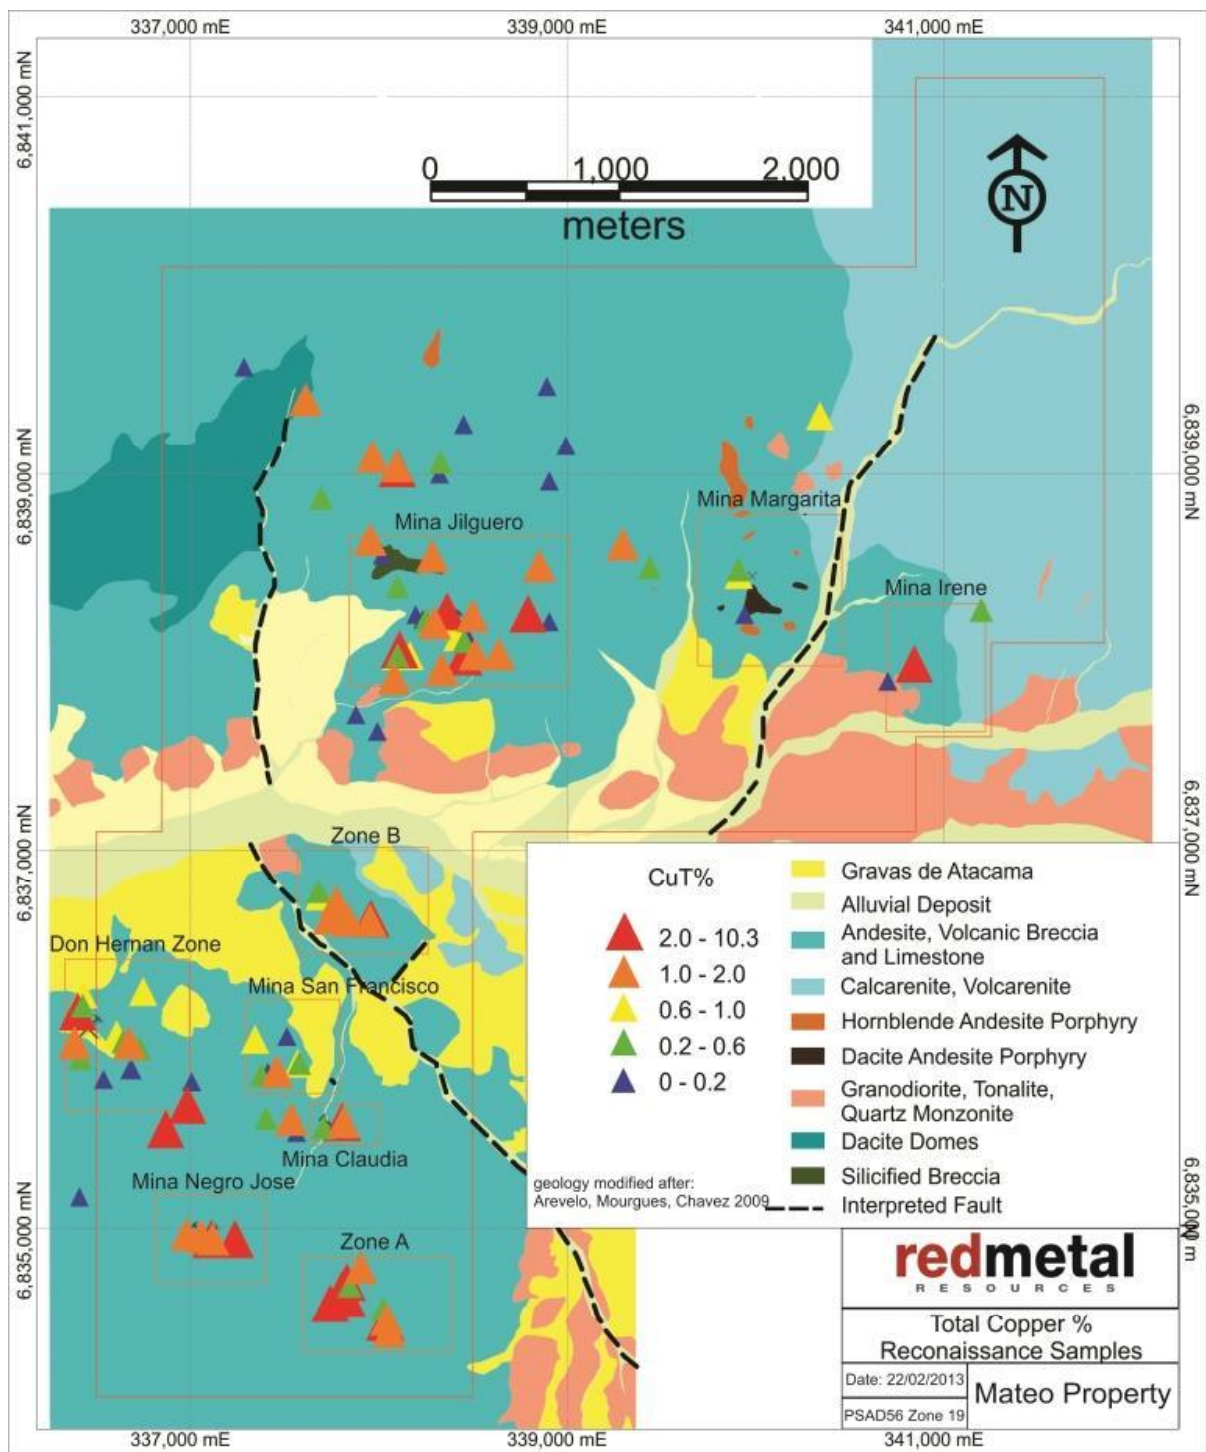 337,000 mE
339,000 mE
341,000 mE
6,841,000 mN
0
1,000
2,000
meters
N
6,839,000 mN
6,839,000 mN
Mina Margarita
Mina Jilguero
Mina Irene
6,837,000 mN
6,837,000 mN
Zone B
Don Hernan Zone
Mina San Francisco
Mina Claudia
Mina Negro Jose
Zone A
6,835,000 mN
6,835,000 m
N
CuT%
2.0 - 10.3
1.0 - 2.0
0.6 - 1.0
0.2 - 0.6
0 - 0.2
Gravas de Atacama
Alluvial Deposit
Andesite, Volcanic Breccia
and Limestone
Calcarenite, Volcarenite
Hornblende Andesite Porphyry
Dacite Andesite Porphyry
Granodiorite, Tonalite,
Quartz Monzonite
Dacite Domes
Silicified Breccia
Interpreted Fault
geology modified after:
Arevelo, Mourgues, Chavez 2009
redmetal
RESOURCES
Total Copper %
Reconaissance Samples
Date: 22/02/2013
PSAD56 Zone 19
Mateo Property
337,000 mE
339,000 mE
341,000 mE